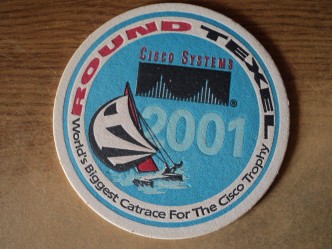 ROUND TEXEL
CISCO SYSTEMS
®
2001
World's Biggest Catrace For The Cisco Trophy